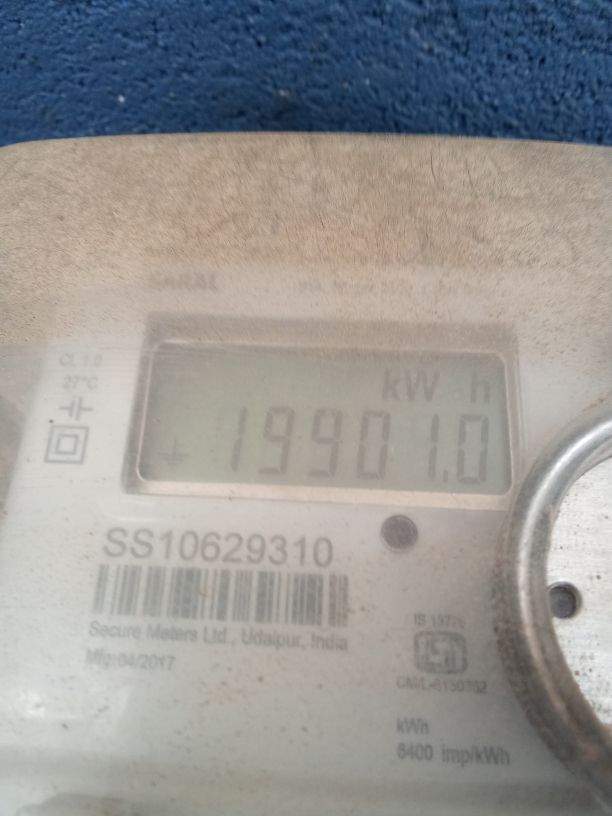 SARAL
CL 1.0
27°C
kW h
19901.0
SS10629310
Secure Meters Ltd., Udaipur, India
Mfg:04/2017
kWh
6400 imp/kWh